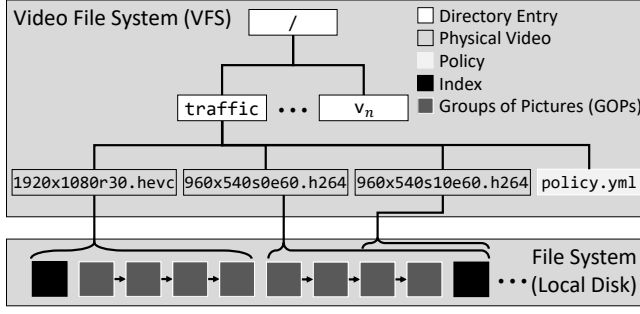 Video File System (VFS)
/
Directory Entry
Physical Video
Policy
Index
Groups of Pictures (GOPs)
traffic
•••
vₙ
1920x1080r30.hevc
960x540s0e60.h264
960x540s10e60.h264
policy.yml
File System
•••(Local Disk)